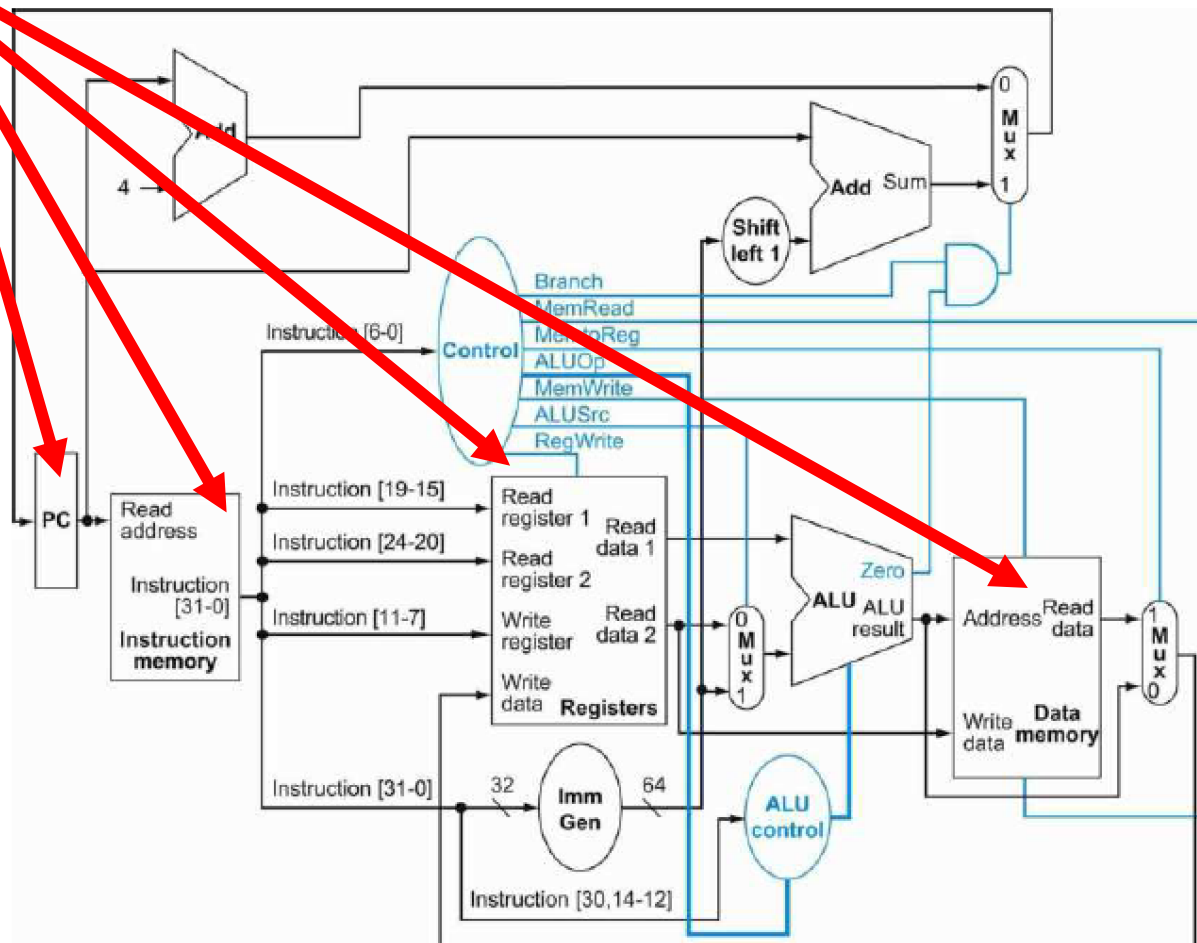 0
M
u
x
1
Add
4
Add Sum
Shift
left 1
Branch
MemRead
MemtoReg
ALUOp
MemWrite
ALUSrc
RegWrite
Instruction [6-0]
Control
PC
Read
address
Instruction
[31-0]
Instruction
memory
Instruction [19-15]
Instruction [24-20]
Instruction [11-7]
Instruction [31-0]
Read
register 1
Read
data 1
Read
register 2
Write
register
Read
data 2
Write
data
Registers
0
M
u
x
1
Zero
ALU
ALU
result
Address
Read
data
Write
data
Data
memory
1
M
u
x
0
32
Imm
Gen
64
ALU
control
Instruction [30,14-12]